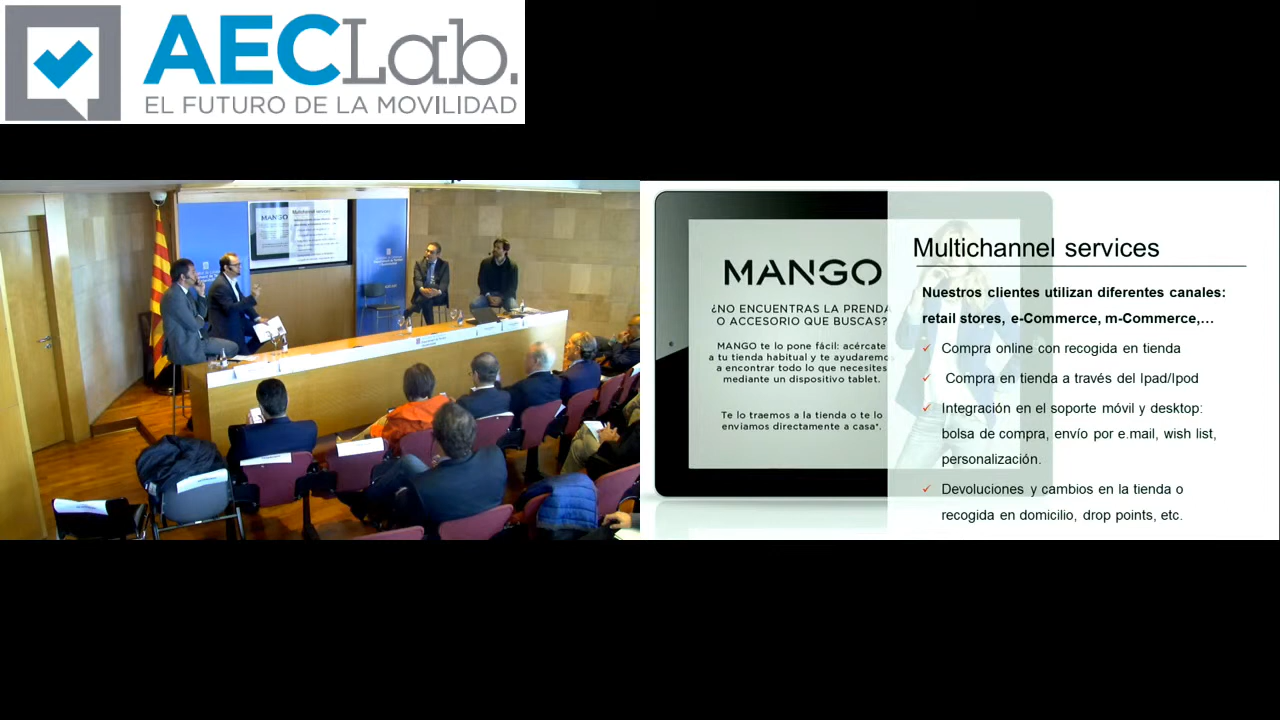 AECLab.
EL FUTURO DE LA MOVILIDAD
MANGO
Multichannel services
MANGO
¿NO ENCUENTRAS LA PRENDA
O ACCESORIO QUE BUSCAS?
MANGO te lo pone fácil: acércate
a tu tienda habitual y te ayudaremo
a encontrar todo lo que necesites
mediante un dispositivo tablet.
Te lo traemos a la tienda o te lo
enviamos directamente a casa*.
Multichannel services
Nuestros clientes utilizan diferentes canales:
retail stores, e-Commerce, m-Commerce,...
✓ Compra online con recogida en tienda
✓ Compra en tienda a través del Ipad/Ipod
✓ Integración en el soporte móvil y desktop:
bolsa de compra, envío por e.mail, wish list,
personalización.
✓ Devoluciones y cambios en la tienda o
recogida en domicilio, drop points, etc.